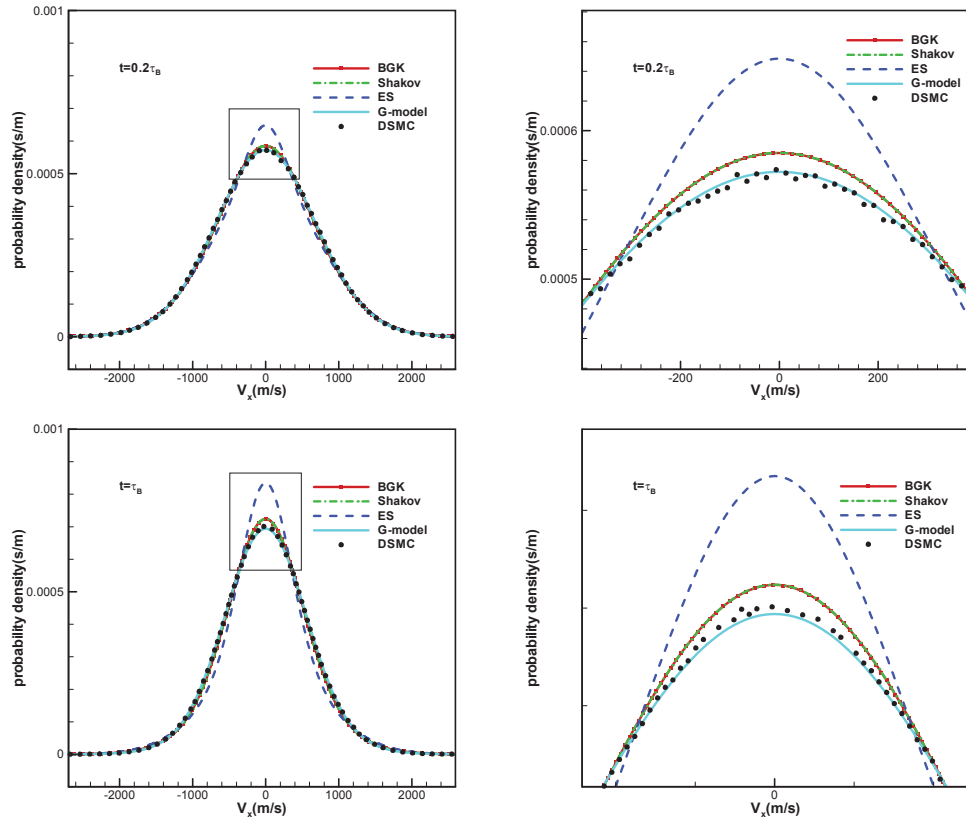 0.001
t=0.2τB
BGK
Shakov
ES
G-model
DSMC
0.0005
0
probability density(s/m)
-2000
-1000
0
1000
2000
Vx(m/s)
t=0.2τB
BGK
Shakov
ES
G-model
DSMC
0.0006
0.0005
probability density(s/m)
-200
0
200
Vx(m/s)
0.001
t=τB
BGK
Shakov
ES
G-model
DSMC
0.0005
0
probability density(s/m)
-2000
-1000
0
1000
2000
Vx(m/s)
t=τB
BGK
Shakov
ES
G-model
DSMC
probability density(s/m)
0
Vx(m/s)